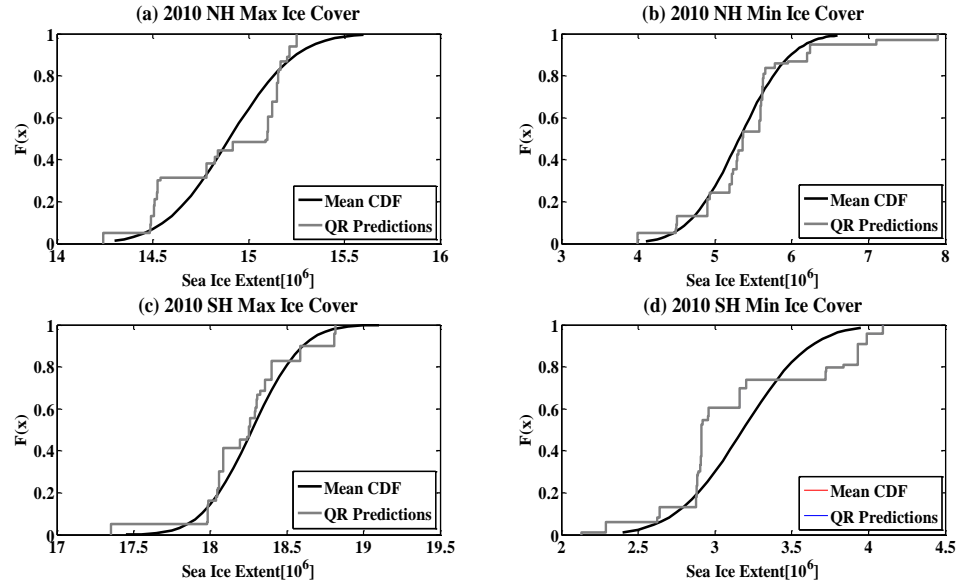 (a) 2010 NH Max Ice Cover
F(x)
1
0.8
0.6
0.4
0.2
0
14 14.5 15 15.5 16
Sea Ice Extent[10^6]
Mean CDF
QR Predictions
(b) 2010 NH Min Ice Cover
F(x)
1
0.8
0.6
0.4
0.2
0
3 4 5 6 7 8
Sea Ice Extent[10^6]
Mean CDF
QR Predictions
(c) 2010 SH Max Ice Cover
F(x)
1
0.8
0.6
0.4
0.2
0
17 17.5 18 18.5 19 19.5
Sea Ice Extent[10^6]
Mean CDF
QR Predictions
(d) 2010 SH Min Ice Cover
F(x)
1
0.8
0.6
0.4
0.2
0
2 2.5 3 3.5 4 4.5
Sea Ice Extent[10^6]
Mean CDF
QR Predictions